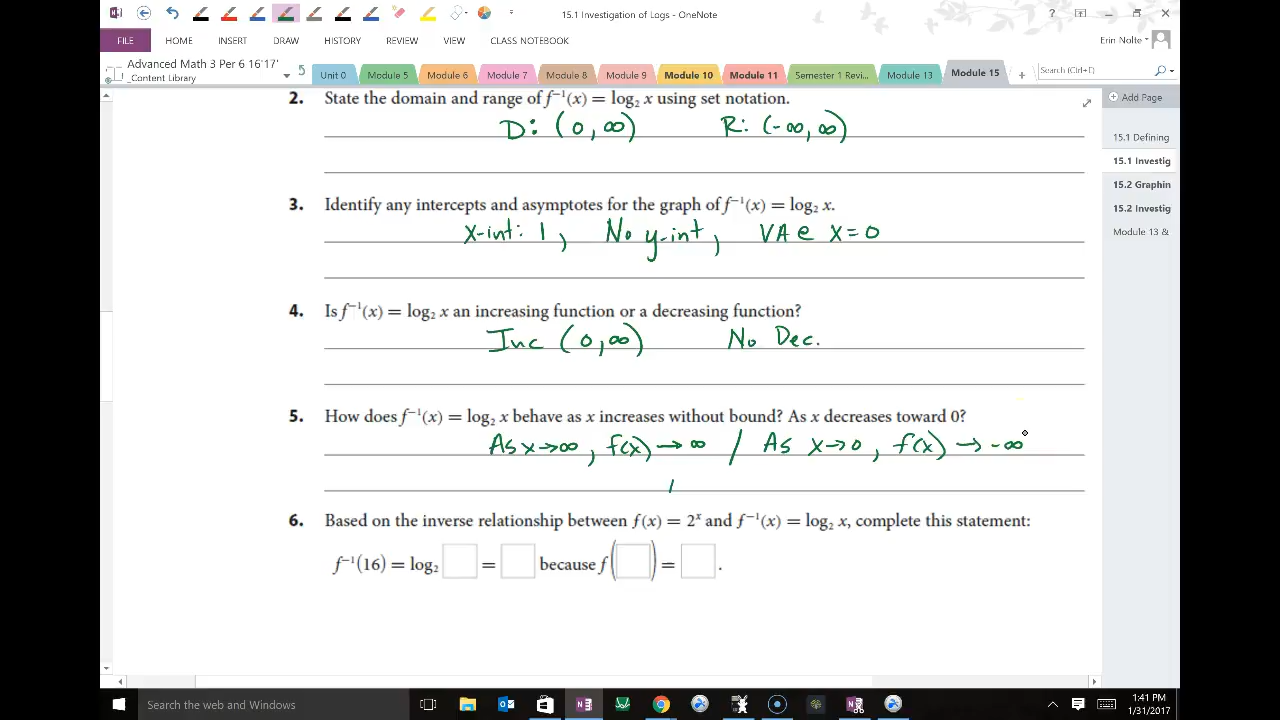 15.1 Investigation of Logs - OneNote
FILE HOME INSERT DRAW HISTORY REVIEW VIEW CLASS NOTEBOOK
Erin Nolte
Advanced Math 3 Per 6 16'17'
_Content Library
5 Unit 0 Module 5 Module 6 Module 7 Module 8 Module 9 Module 10 Module 11 Semester 1 Revi... Module 13 Module 15 + Search (Ctrl+E)
Add Page
15.1 Defining
15.1 Investig
15.2 Graphin
15.2 Investig
Module 13 &
2. State the domain and range of f⁻¹(x) = log₂ x using set notation.
D: (0, ∞) R: (-∞, ∞)
3. Identify any intercepts and asymptotes for the graph of f⁻¹(x) = log₂ x.
x-int: 1, No y-int, VA @ x=0
4. Is f⁻¹(x) = log₂ x an increasing function or a decreasing function?
Inc (0, ∞) No Dec.
5. How does f⁻¹(x) = log₂ x behave as x increases without bound? As x decreases toward 0?
As x→∞, f(x)→∞ / As x→0, f(x)→-∞
6. Based on the inverse relationship between f(x) = 2ˣ and f⁻¹(x) = log₂ x, complete this statement:
f⁻¹(16) = log₂ □ = □ because f(□) = □.
Search the web and Windows
1:41 PM
1/31/2017